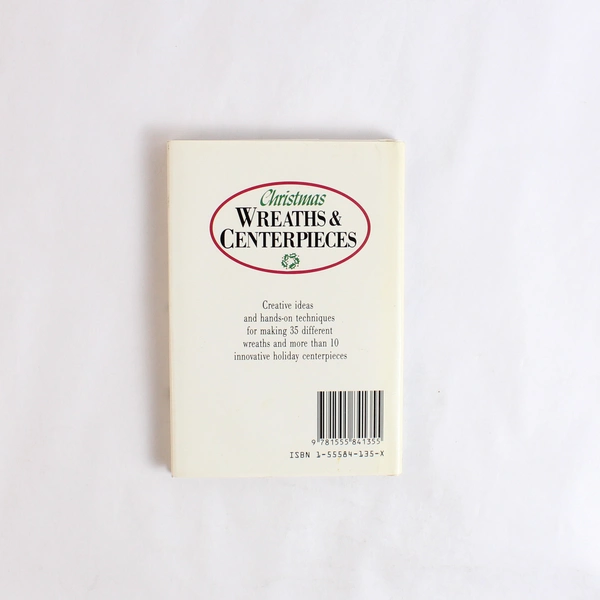 Christmas
WREATHS &
CENTERPIECES
Creative ideas
and hands-on techniques
for making 35 different
wreaths and more than 10
innovative holiday centerpieces
9 781555 841355
ISBN 1-55584-135-X